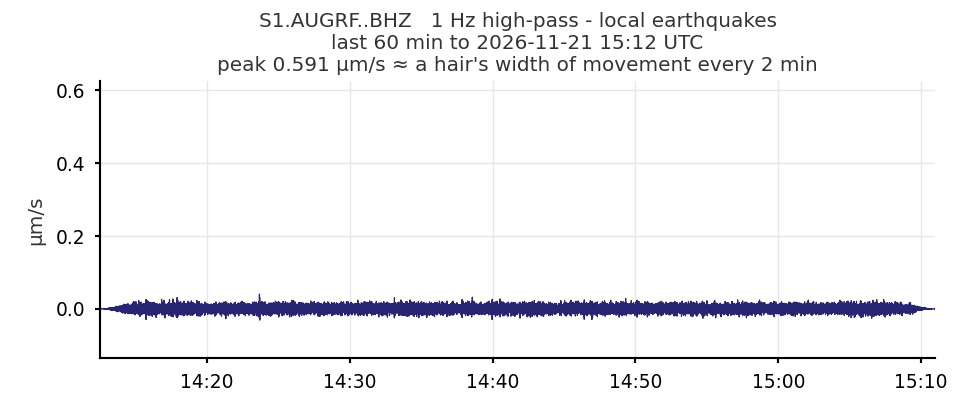 S1.AUGRF..BHZ   1 Hz high-pass - local earthquakes
last 60 min to 2026-11-21 15:12 UTC
peak 0.591 µm/s ≈ a hair's width of movement every 2 min
0.6
0.4
0.2
0.0
µm/s
14:20 14:30 14:40 14:50 15:00 15:10